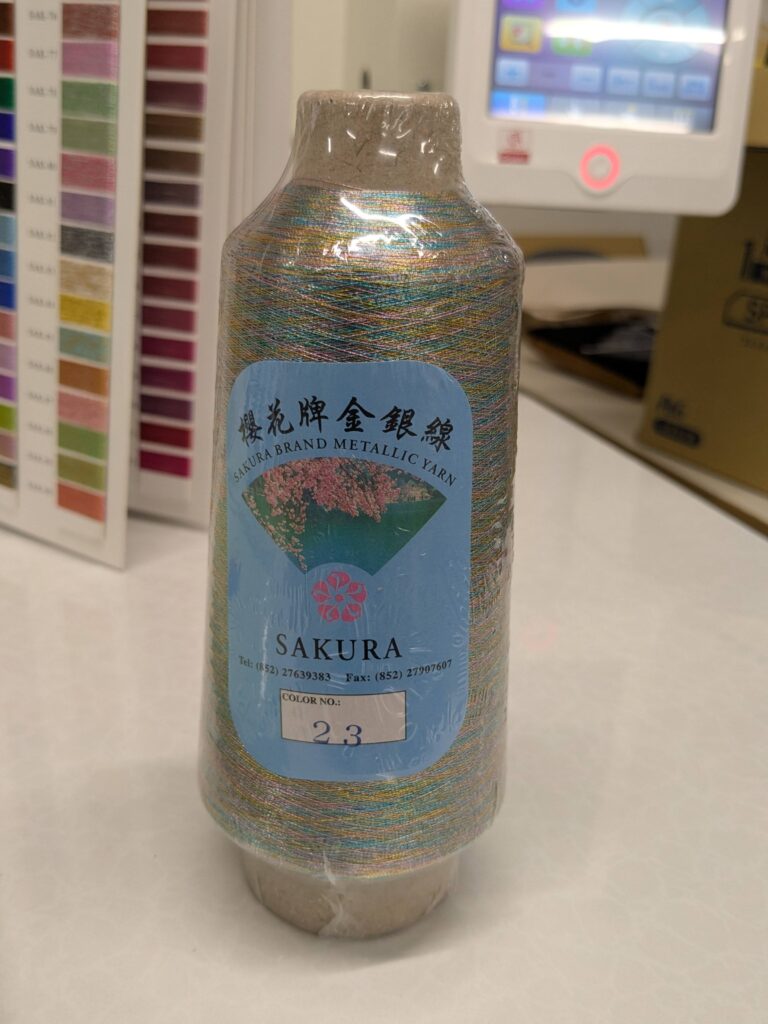 櫻花牌金銀線
SAKURA BRAND METALLIC YARN
SAKURA
Tel: (852) 27639383 Fax: (852) 27997607
COLOR NO.:
23